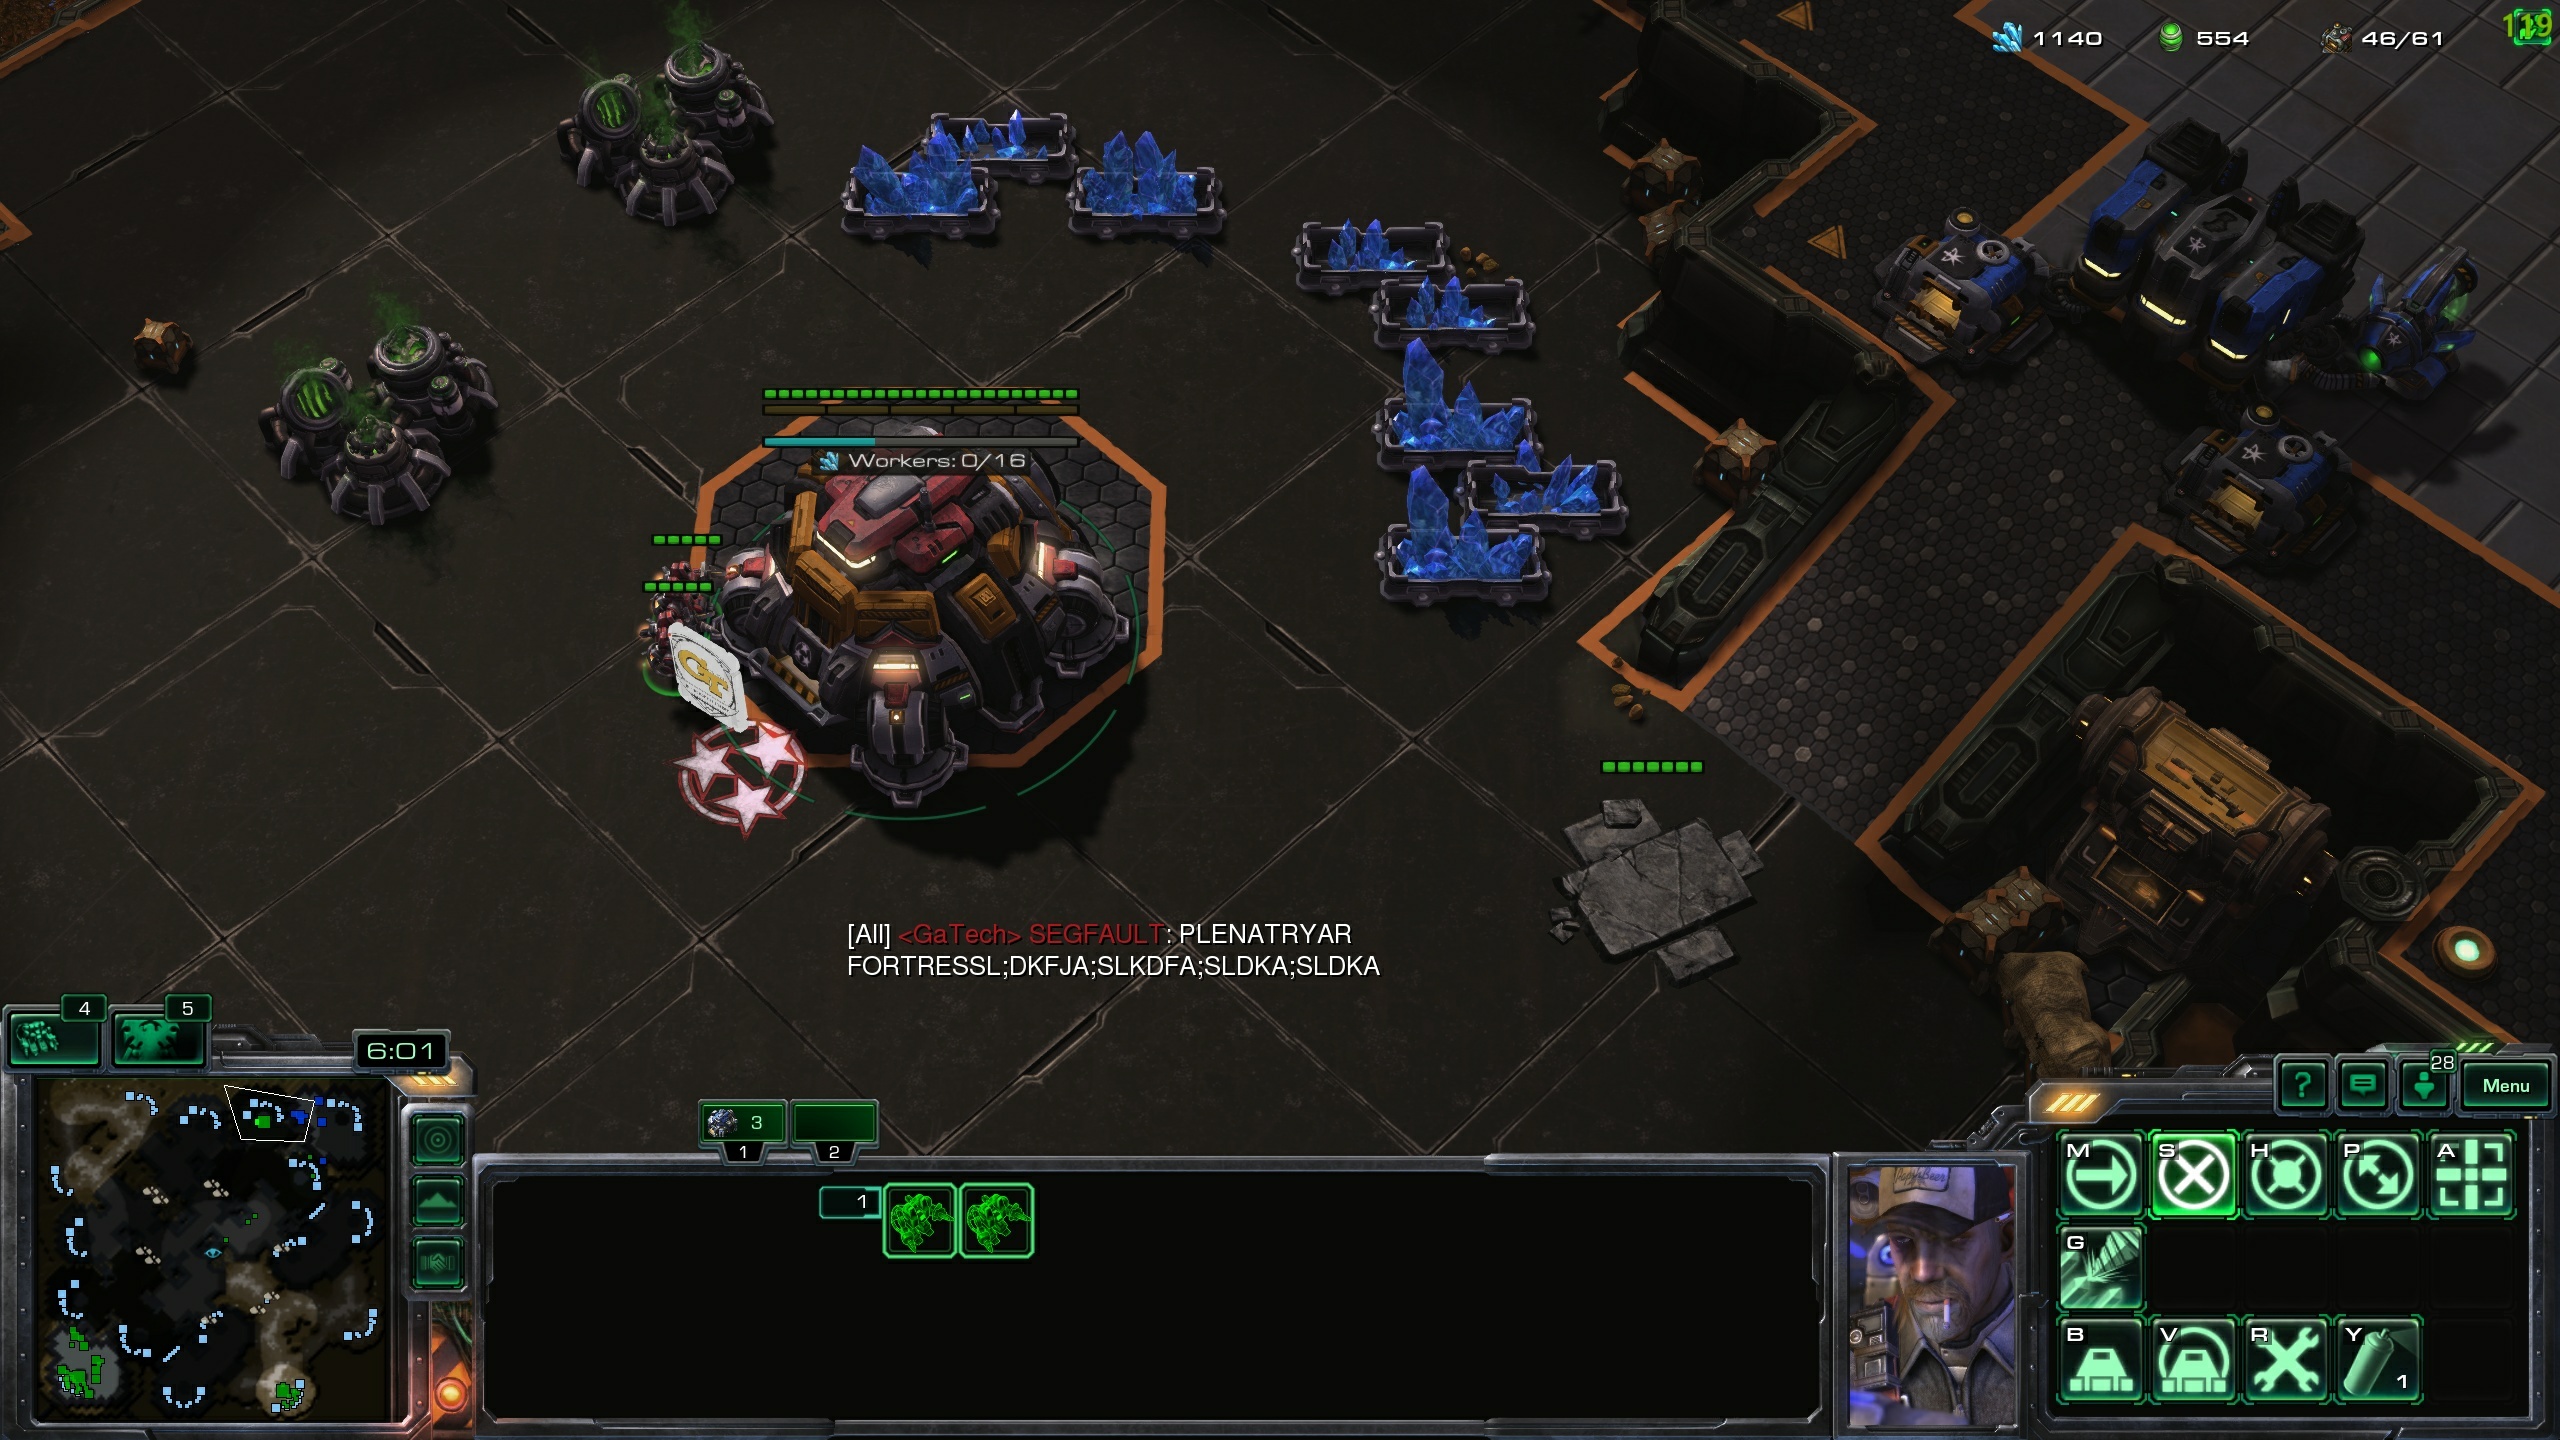 1140 554 46/61 119
Workers: 0/16
GT
[All] <GaTech> SEGFAULT: PLENATRYAR
FORTRESSL;DKFJA;SLKDFA;SLDKA;SLDKA
4 5
6:01
28
Menu
3
1 2
1
M S H P A
G
B V R Y
1